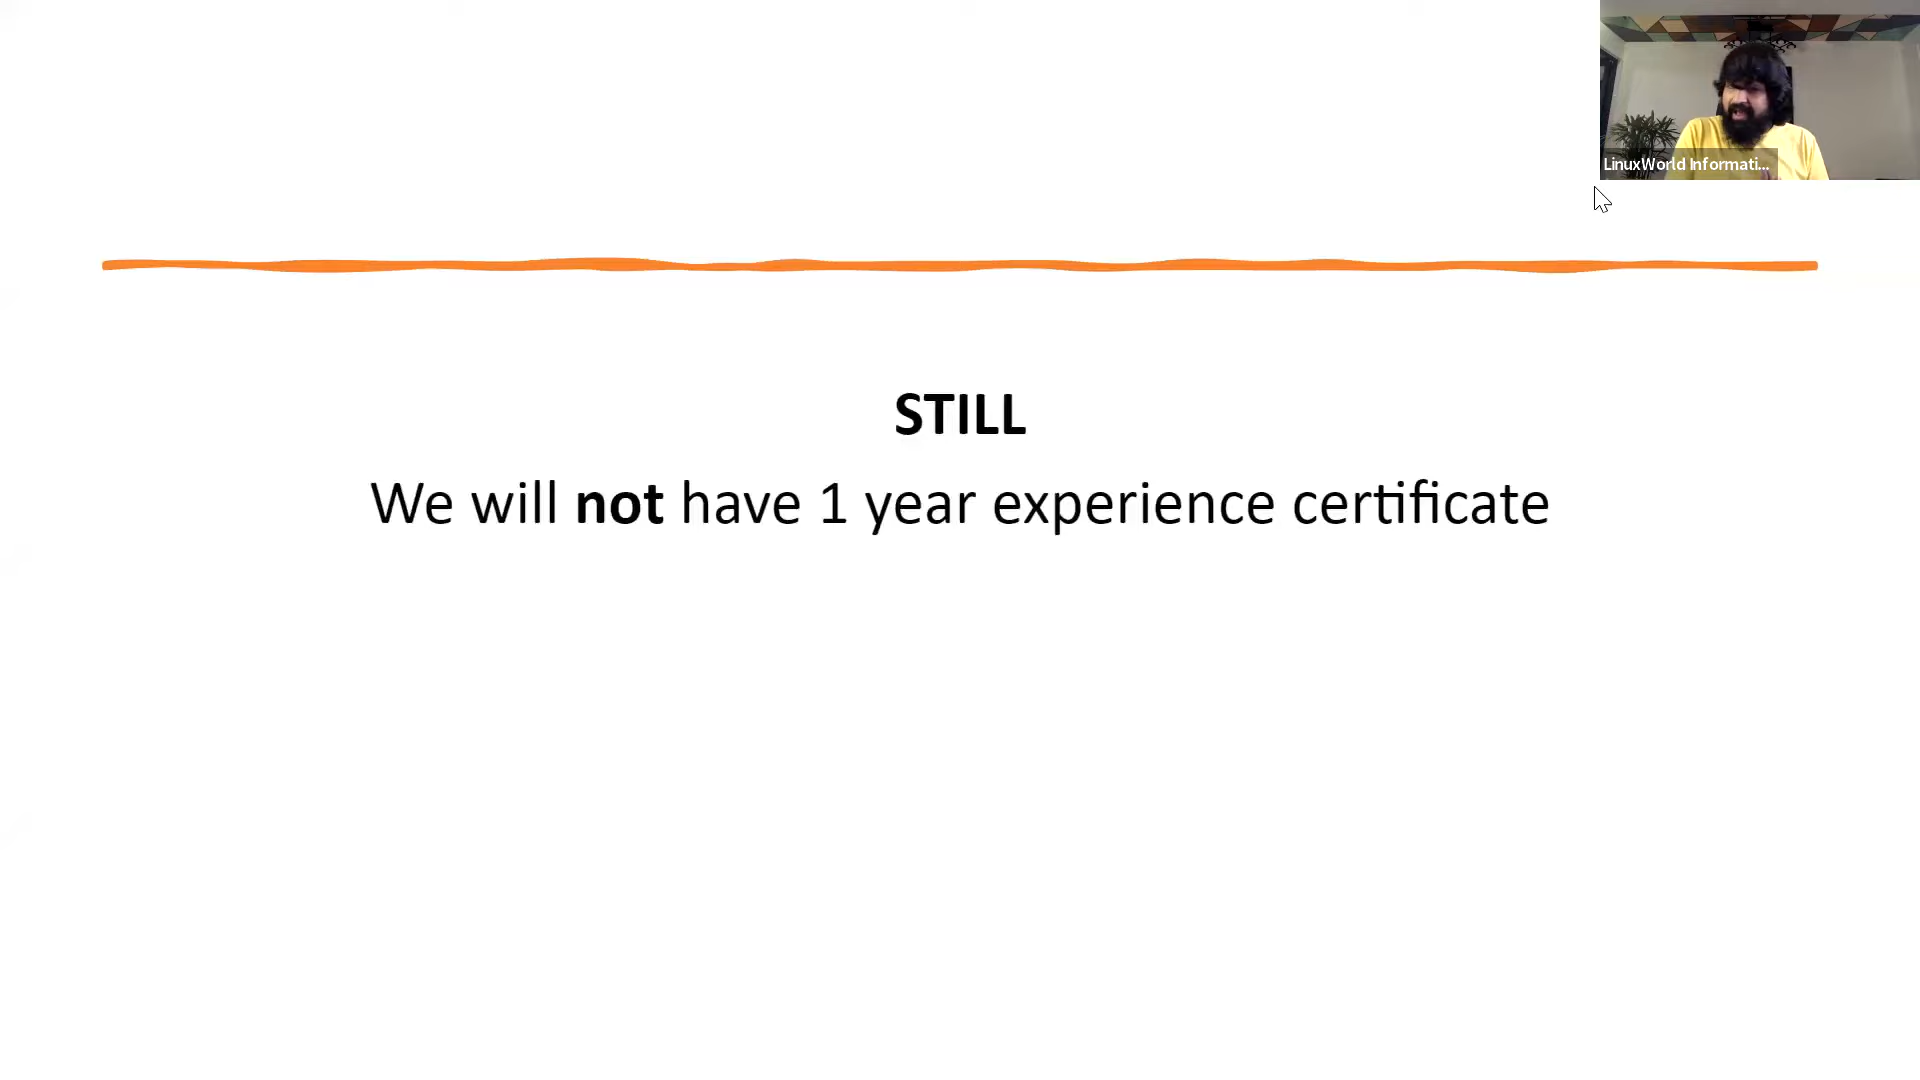 LinuxWorld Informati...
STILL
We will not have 1 year experience certificate